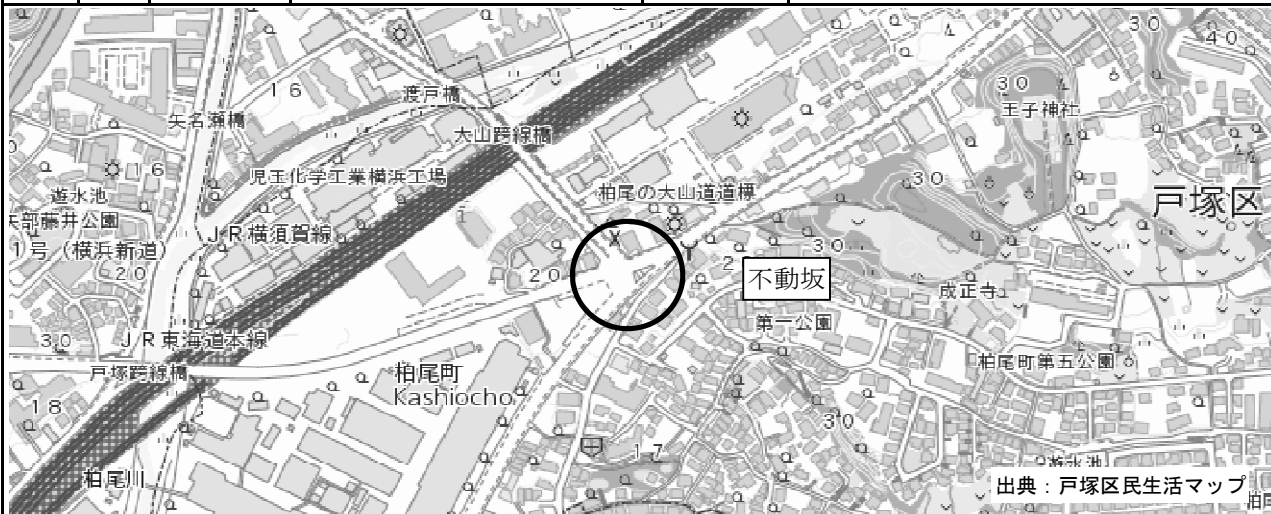 30
40
16
渡戸橋
30
王子神社
矢名瀬橋
大山跨線橋
16
児玉化学工業横浜工場
柏尾の大山道道標
30
戸塚区
遊水池
矢部藤井公園
JR横須賀線
1号（横浜新道）
20
30
20
2
不動坂
成正寺
第一公園
30
JR東海道本線
柏尾町第五公園
戸塚跨線橋
柏尾町
Kashiocho
18
30
17
柏尾川
遊水池
出典：戸塚区民生活マップ